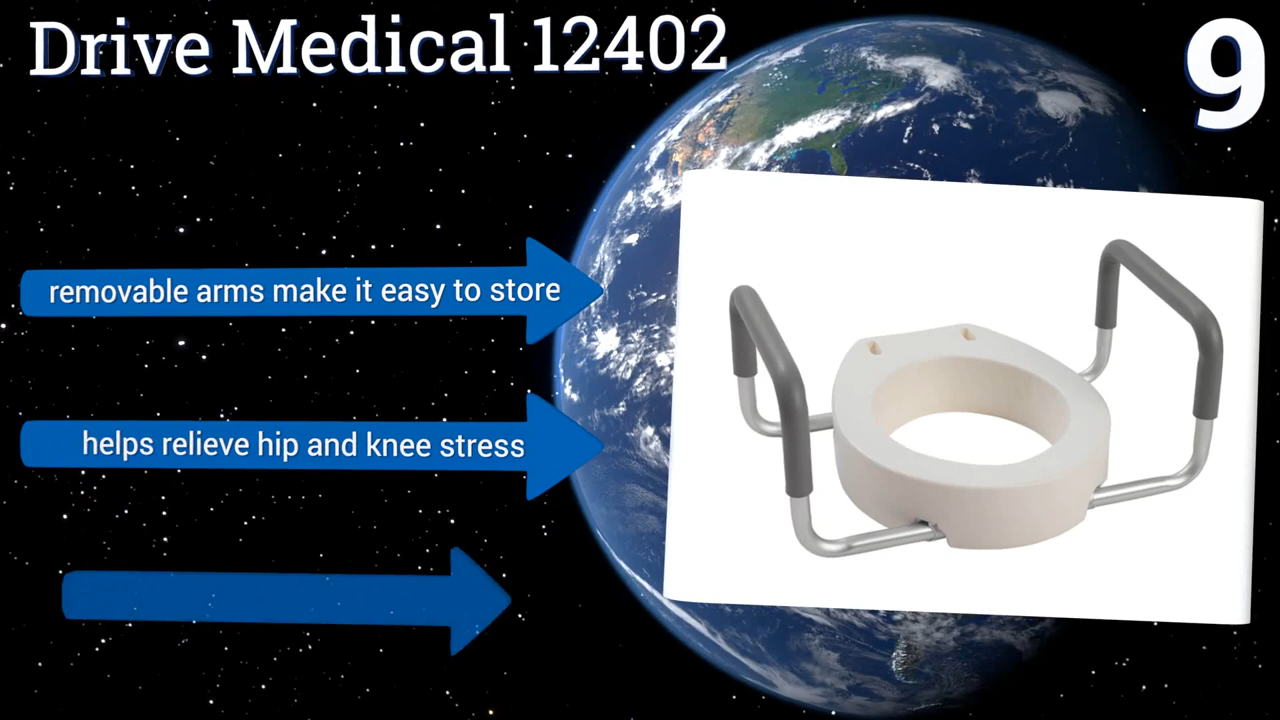 Drive Medical 12402
9
removable arms make it easy to store
helps relieve hip and knee stress